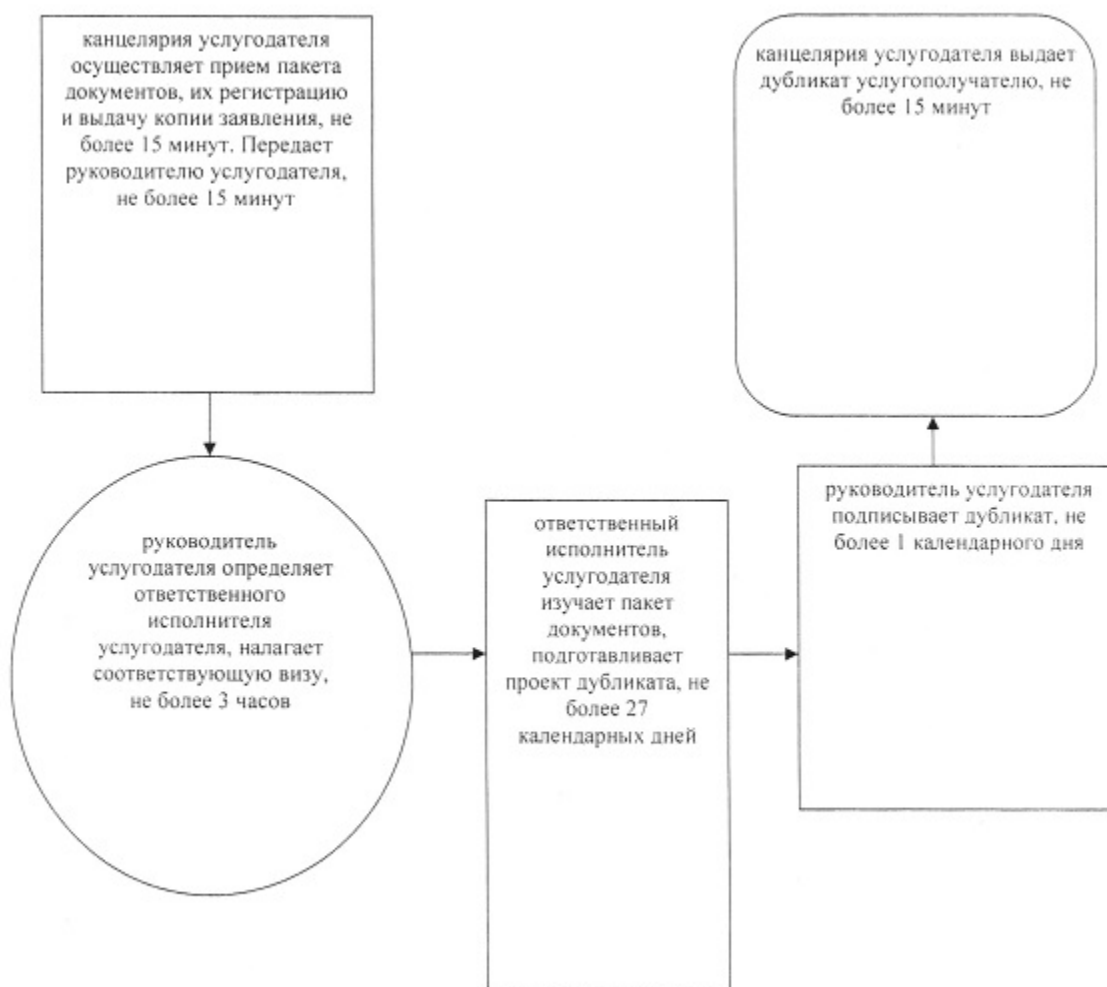 канцелярия услугодателя
осуществляет прием пакета
документов, их регистрацию
и выдачу копии заявления, не
более 15 минут. Передает
руководителю услугодателя,
не более 15 минут
руководитель
услугодателя определяет
ответственного
исполнителя
услугодателя, налагает
соответствующую визу,
не более 3 часов
ответственный
исполнитель
услугодателя
изучает пакет
документов,
подготавливает
проект дубликата, не
более 27
календарных дней
руководитель услугодателя
подписывает дубликат, не
более 1 календарного дня
канцелярия услугодателя выдает
дубликат услугополучателю, не
более 15 минут